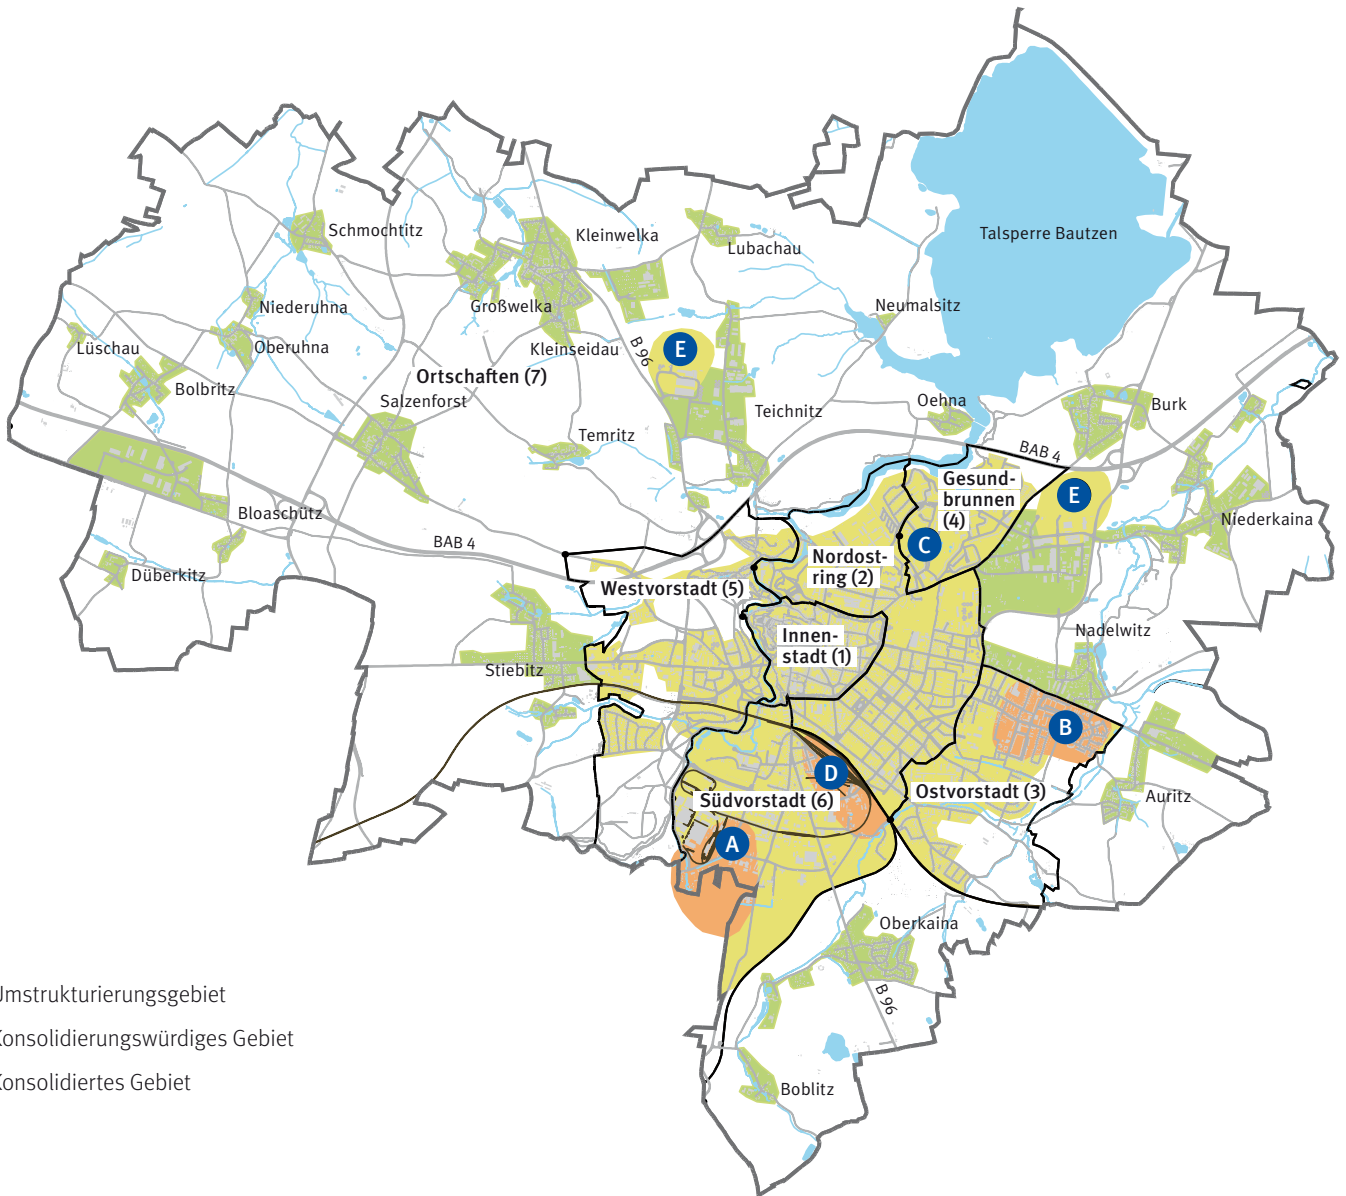 Talsperre Bautzen
Schmochtitz
Kleinwelka
Lubachau
Niederuhna
Großwelka
Neumalsitz
Lüschau
Oberuhna
Kleinseidau
B 96
E
Bolbritz
Ortschaften (7)
Salzenforst
Teichnitz
Oehna
Burk
Temritz
BAB 4
Gesund-
brunnen
(4)
E
Bloaschütz
Niederkaina
BAB 4
C
Nordost-
ring (2)
Düberkitz
Westvorstadt (5)
Nadelwitz
Innen-
stadt (1)
Stiebitz
B
D
Ostvorstadt (3)
Südvorstadt (6)
Auritz
A
Oberkaina
B 96
Boblitz
Umstrukturierungsgebiet
Konsolidierungswürdiges Gebiet
Konsolidiertes Gebiet